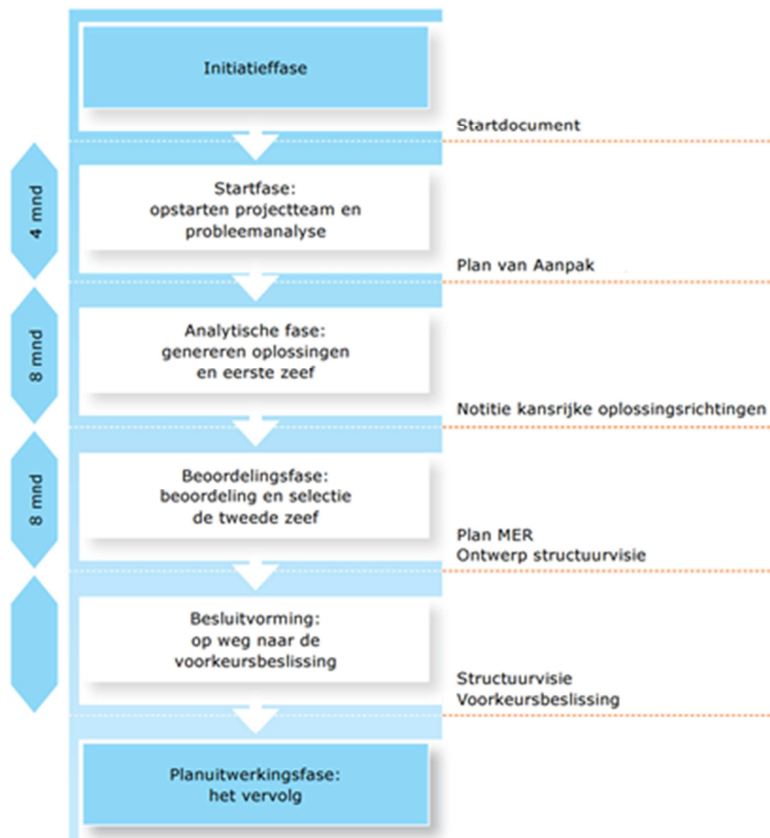 Initiatieffase
Startdocument
4 mnd
Startfase:
opstarten projectteam en
probleemanalyse
Plan van Aanpak
8 mnd
Analytische fase:
genereren oplossingen
en eerste zeef
Notitie kansrijke oplossingsrichtingen
8 mnd
Beoordelingsfase:
beoordeling en selectie
de tweede zeef
Plan MER
Ontwerp structuurvisie
Besluitvorming:
op weg naar de
voorkeursbeslissing
Structuurvisie
Voorkeursbeslissing
Planuitwerkingsfase:
het vervolg